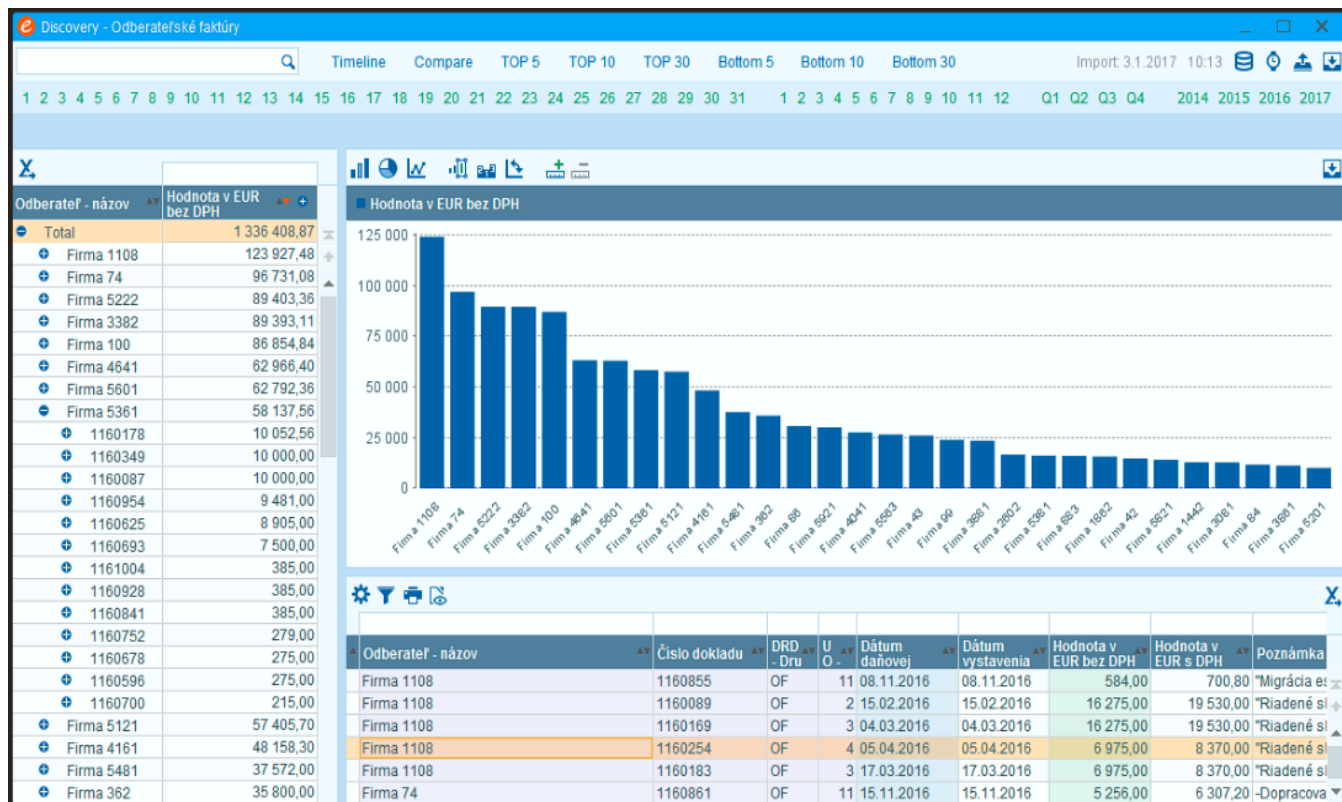 Discovery - Odberateľské faktúry
Timeline Compare TOP 5 TOP 10 TOP 30 Bottom 5 Bottom 10 Bottom 30 Import: 3.1.2017 10:13
1 2 3 4 5 6 7 8 9 10 11 12 13 14 15 16 17 18 19 20 21 22 23 24 25 26 27 28 29 30 31 1 2 3 4 5 6 7 8 9 10 11 12 Q1 Q2 Q3 Q4 2014 2015 2016 2017
Odberateľ - názov Hodnota v EUR bez DPH
Total 1 336 408,87
Firma 1108 123 927,48
Firma 74 96 731,08
Firma 5222 89 403,36
Firma 3382 89 393,11
Firma 100 86 854,84
Firma 4641 62 966,40
Firma 5601 62 792,36
Firma 5361 58 137,56
1160178 10 052,56
1160349 10 000,00
1160087 10 000,00
1160954 9 481,00
1160625 8 905,00
1160693 7 500,00
1161004 385,00
1160928 385,00
1160841 385,00
1160752 279,00
1160678 275,00
1160596 275,00
1160700 215,00
Firma 5121 57 405,70
Firma 4161 48 158,30
Firma 5481 37 572,00
Firma 362 35 800,00
Hodnota v EUR bez DPH
125 000
100 000
75 000
50 000
25 000
0
Firma 1108 Firma 74 Firma 5222 Firma 3382 Firma 100 Firma 4641 Firma 5601 Firma 5361 Firma 5121 Firma 4161 Firma 5481 Firma 362 Firma 86 Firma 5921 Firma 4041 Firma 5563 Firma 43 Firma 99 Firma 3881 Firma 2602 Firma 5381 Firma 683 Firma 1662 Firma 42 Firma 5821 Firma 1442 Firma 3081 Firma 84 Firma 3661 Firma 5201
Odberateľ - názov Číslo dokladu DRD - Dru U O - Dátum daňovej Dátum vystavenia Hodnota v EUR bez DPH Hodnota v EUR s DPH Poznámka
Firma 1108 1160855 OF 11 08.11.2016 08.11.2016 584,00 700,80 "Migrácia es
Firma 1108 1160089 OF 2 15.02.2016 15.02.2016 16 275,00 19 530,00 "Riadené sl
Firma 1108 1160169 OF 3 04.03.2016 04.03.2016 16 275,00 19 530,00 "Riadené sl
Firma 1108 1160254 OF 4 05.04.2016 05.04.2016 6 975,00 8 370,00 "Riadené sl
Firma 1108 1160183 OF 3 17.03.2016 17.03.2016 6 975,00 8 370,00 "Riadené sl
Firma 74 1160861 OF 11 15.11.2016 15.11.2016 5 256,00 6 307,20 -Dopracova